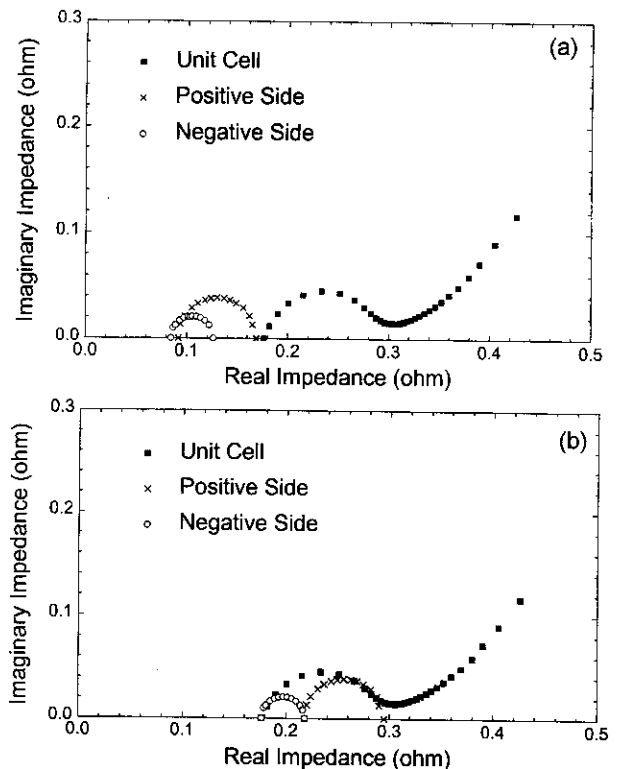 0.3
(a)
Unit Cell
Positive Side
Negative Side
0.2
0.1
0.0
Imaginary Impedance (ohm)
0.0 0.1 0.2 0.3 0.4 0.5
Real Impedance (ohm)
0.3
(b)
Unit Cell
Positive Side
Negative Side
0.2
0.1
0.0
Imaginary Impedance (ohm)
0.0 0.1 0.2 0.3 0.4 0.5
Real Impedance (ohm)